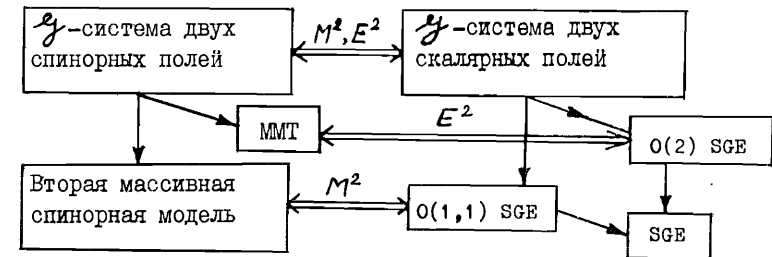 𝒴-система двух
спинорных полей
M², E²
𝒴-система двух
скалярных полей
ММТ
E²
O(2) SGE
Вторая массивная
спинорная модель
M²
O(1,1) SGE
SGE